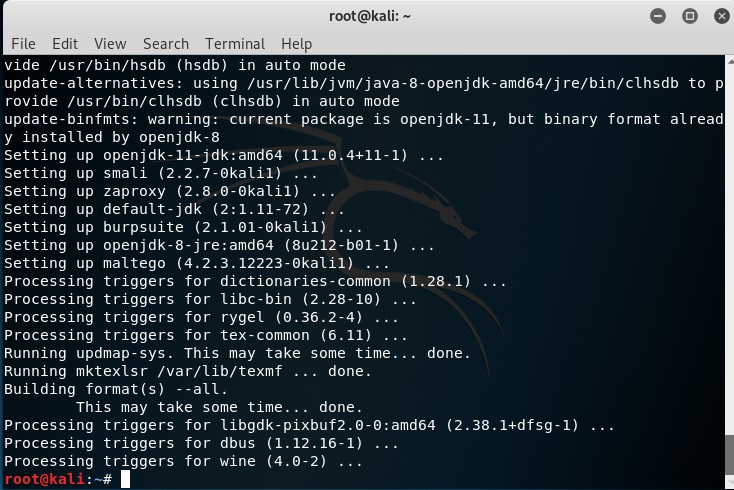 root@kali: ~
File Edit View Search Terminal Help
vide /usr/bin/hsdb (hsdb) in auto mode
update-alternatives: using /usr/lib/jvm/java-8-openjdk-amd64/jre/bin/clhsdb to p
rovide /usr/bin/clhsdb (clhsdb) in auto mode
update-binfmts: warning: current package is openjdk-11, but binary format alread
y installed by openjdk-8
Setting up openjdk-11-jdk:amd64 (11.0.4+11-1) ...
Setting up smali (2.2.7-0kali1) ...
Setting up zaproxy (2.8.0-0kali1) ...
Setting up default-jdk (2:1.11-72) ...
Setting up burpsuite (2.1.01-0kali1) ...
Setting up openjdk-8-jre:amd64 (8u212-b01-1) ...
Setting up maltego (4.2.3.12223-0kali1) ...
Processing triggers for dictionaries-common (1.28.1) ...
Processing triggers for libc-bin (2.28-10) ...
Processing triggers for rygel (0.36.2-4) ...
Processing triggers for tex-common (6.11) ...
Running updmap-sys. This may take some time... done.
Running mktexlsr /var/lib/texmf ... done.
Building format(s) --all.
        This may take some time... done.
Processing triggers for libgdk-pixbuf2.0-0:amd64 (2.38.1+dfsg-1) ...
Processing triggers for dbus (1.12.16-1) ...
Processing triggers for wine (4.0-2) ...
root@kali:~#